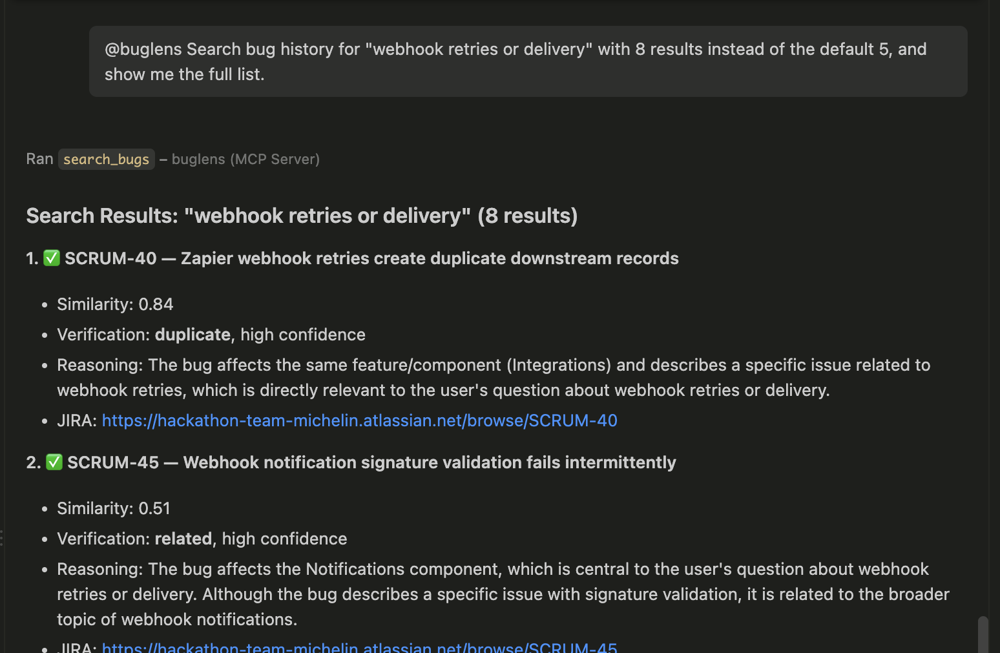 @buglens Search bug history for "webhook retries or delivery" with 8 results instead of the default 5, and
show me the full list.
Ran search_bugs – buglens (MCP Server)
Search Results: "webhook retries or delivery" (8 results)
1. ✅ SCRUM-40 — Zapier webhook retries create duplicate downstream records
• Similarity: 0.84
• Verification: duplicate, high confidence
• Reasoning: The bug affects the same feature/component (Integrations) and describes a specific issue related to
webhook retries, which is directly relevant to the user's question about webhook retries or delivery.
• JIRA: https://hackathon-team-michelin.atlassian.net/browse/SCRUM-40
2. ✅ SCRUM-45 — Webhook notification signature validation fails intermittently
• Similarity: 0.51
• Verification: related, high confidence
• Reasoning: The bug affects the Notifications component, which is central to the user's question about webhook
retries or delivery. Although the bug describes a specific issue with signature validation, it is related to the broader
topic of webhook notifications.
• JIRA: https://hackathon-team-michelin.atlassian.net/browse/SCRUM-45